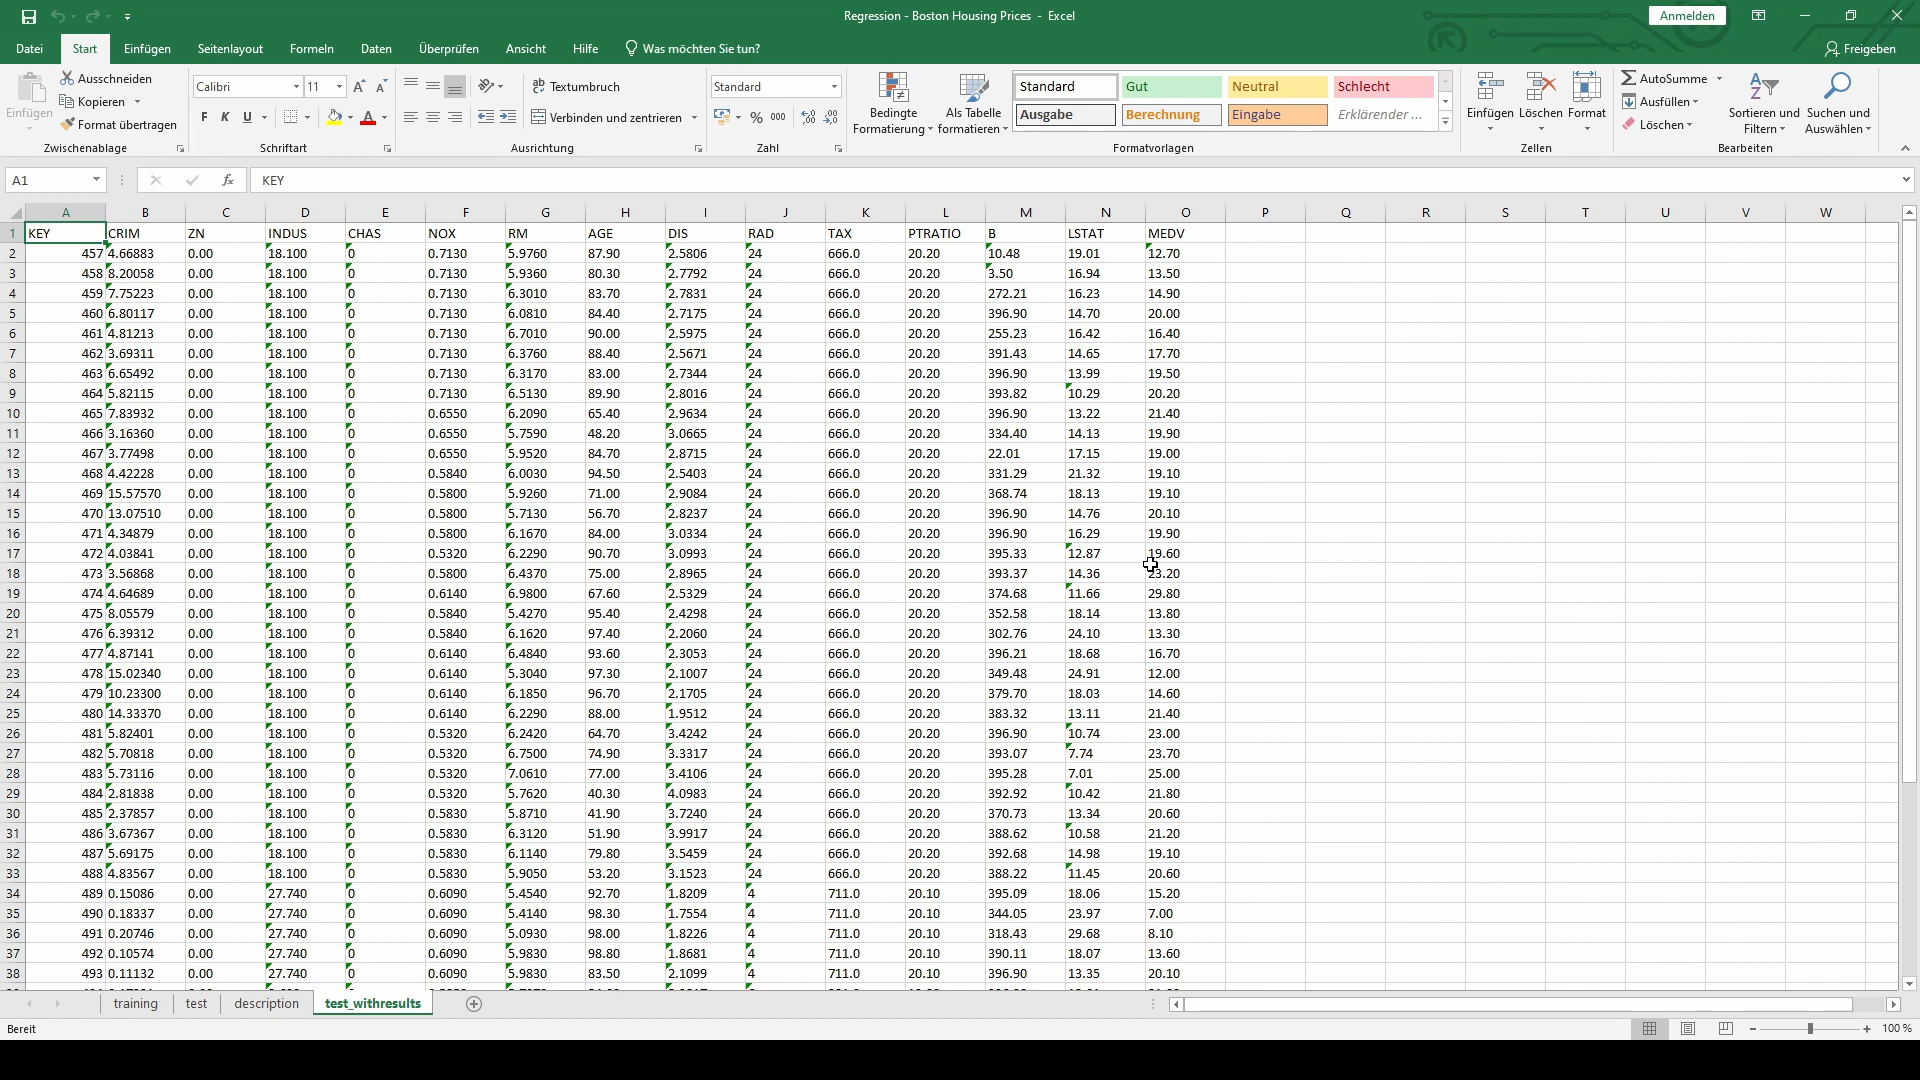 Regression - Boston Housing Prices - Excel
Anmelden
Datei Start Einfügen Seitenlayout Formeln Daten Überprüfen Ansicht Hilfe Was möchten Sie tun? Freigeben
Einfügen
Ausschneiden
Kopieren
Format übertragen
Zwischenablage
Calibri 11
F K U
Schriftart
Textumbruch
Verbinden und zentrieren
Ausrichtung
Standard
% 000
Zahl
Bedingte Formatierung
Als Tabelle formatieren
Standard Gut Neutral Schlecht
Ausgabe Berechnung Eingabe Erklärender ...
Formatvorlagen
Einfügen Löschen Format
Zellen
AutoSumme
Ausfüllen
Löschen
Sortieren und Filtern
Suchen und Auswählen
Bearbeiten
A1 fx KEY
A B C D E F G H I J K L M N O P Q R S T U V W
1 KEY CRIM ZN INDUS CHAS NOX RM AGE DIS RAD TAX PTRATIO B LSTAT MEDV
2 457 4.66883 0.00 18.100 0 0.7130 5.9760 87.90 2.5806 24 666.0 20.20 10.48 19.01 12.70
3 458 8.20058 0.00 18.100 0 0.7130 5.9360 80.30 2.7792 24 666.0 20.20 3.50 16.94 13.50
4 459 7.75223 0.00 18.100 0 0.7130 6.3010 83.70 2.7831 24 666.0 20.20 272.21 16.23 14.90
5 460 6.80117 0.00 18.100 0 0.7130 6.0810 84.40 2.7175 24 666.0 20.20 396.90 14.70 20.00
6 461 4.81213 0.00 18.100 0 0.7130 6.7010 90.00 2.5975 24 666.0 20.20 255.23 16.42 16.40
7 462 3.69311 0.00 18.100 0 0.7130 6.3760 88.40 2.5671 24 666.0 20.20 391.43 14.65 17.70
8 463 6.65492 0.00 18.100 0 0.7130 6.3170 83.00 2.7344 24 666.0 20.20 396.90 13.99 19.50
9 464 5.82115 0.00 18.100 0 0.7130 6.5130 89.90 2.8016 24 666.0 20.20 393.82 10.29 20.20
10 465 7.83932 0.00 18.100 0 0.6550 6.2090 65.40 2.9634 24 666.0 20.20 396.90 13.22 21.40
11 466 3.16360 0.00 18.100 0 0.6550 5.7590 48.20 3.0665 24 666.0 20.20 334.40 14.13 19.90
12 467 3.77498 0.00 18.100 0 0.6550 5.9520 84.70 2.8715 24 666.0 20.20 22.01 17.15 19.00
13 468 4.42228 0.00 18.100 0 0.5840 6.0030 94.50 2.5403 24 666.0 20.20 331.29 21.32 19.10
14 469 15.57570 0.00 18.100 0 0.5800 5.9260 71.00 2.9084 24 666.0 20.20 368.74 18.13 19.10
15 470 13.07510 0.00 18.100 0 0.5800 5.7130 56.70 2.8237 24 666.0 20.20 396.90 14.76 20.10
16 471 4.34879 0.00 18.100 0 0.5800 6.1670 84.00 3.0334 24 666.0 20.20 396.90 16.29 19.90
17 472 4.03841 0.00 18.100 0 0.5320 6.2290 90.70 3.0993 24 666.0 20.20 395.33 12.87 19.60
18 473 3.56868 0.00 18.100 0 0.5800 6.4370 75.00 2.8965 24 666.0 20.20 393.37 14.36 23.20
19 474 4.64689 0.00 18.100 0 0.6140 6.9800 67.60 2.5329 24 666.0 20.20 374.68 11.66 29.80
20 475 8.05579 0.00 18.100 0 0.5840 5.4270 95.40 2.4298 24 666.0 20.20 352.58 18.14 13.80
21 476 6.39312 0.00 18.100 0 0.5840 6.1620 97.40 2.2060 24 666.0 20.20 302.76 24.10 13.30
22 477 4.87141 0.00 18.100 0 0.6140 6.4840 93.60 2.3053 24 666.0 20.20 396.21 18.68 16.70
23 478 15.02340 0.00 18.100 0 0.6140 5.3040 97.30 2.1007 24 666.0 20.20 349.48 24.91 12.00
24 479 10.23300 0.00 18.100 0 0.6140 6.1850 96.70 2.1705 24 666.0 20.20 379.70 18.03 14.60
25 480 14.33370 0.00 18.100 0 0.6140 6.2290 88.00 1.9512 24 666.0 20.20 383.32 13.11 21.40
26 481 5.82401 0.00 18.100 0 0.5320 6.2420 64.70 3.4242 24 666.0 20.20 396.90 10.74 23.00
27 482 5.70818 0.00 18.100 0 0.5320 6.7500 74.90 3.3317 24 666.0 20.20 393.07 7.74 23.70
28 483 5.73116 0.00 18.100 0 0.5320 7.0610 77.00 3.4106 24 666.0 20.20 395.28 7.01 25.00
29 484 2.81838 0.00 18.100 0 0.5320 5.7620 40.30 4.0983 24 666.0 20.20 392.92 10.42 21.80
30 485 2.37857 0.00 18.100 0 0.5830 5.8710 41.90 3.7240 24 666.0 20.20 370.73 13.34 20.60
31 486 3.67367 0.00 18.100 0 0.5830 6.3120 51.90 3.9917 24 666.0 20.20 388.62 10.58 21.20
32 487 5.69175 0.00 18.100 0 0.5830 6.1140 79.80 3.5459 24 666.0 20.20 392.68 14.98 19.10
33 488 4.83567 0.00 18.100 0 0.5830 5.9050 53.20 3.1523 24 666.0 20.20 388.22 11.45 20.60
34 489 0.15086 0.00 27.740 0 0.6090 5.4540 92.70 1.8209 4 711.0 20.10 395.09 18.06 15.20
35 490 0.18337 0.00 27.740 0 0.6090 5.4140 98.30 1.7554 4 711.0 20.10 344.05 23.97 7.00
36 491 0.20746 0.00 27.740 0 0.6090 5.0930 98.00 1.8226 4 711.0 20.10 318.43 29.68 8.10
37 492 0.10574 0.00 27.740 0 0.6090 5.9830 98.80 1.8681 4 711.0 20.10 390.11 18.07 13.60
38 493 0.11132 0.00 27.740 0 0.6090 5.9830 83.50 2.1099 4 711.0 20.10 396.90 13.35 20.10
training test description test_withresults
Bereit 100 %